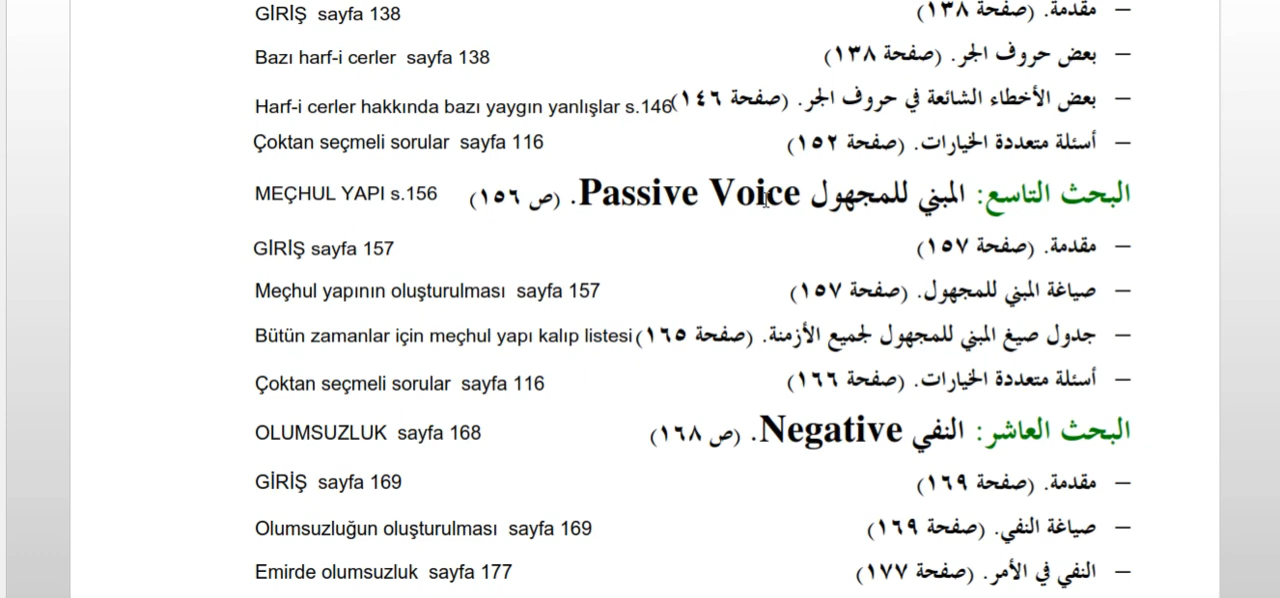 GİRİŞ sayfa 138 – مقدمة. (صفحة ١٣٨)
Bazı harf-i cerler sayfa 138 – بعض حروف الجر. (صفحة ١٣٨)
Harf-i cerler hakkında bazı yaygın yanlışlar s.146 – بعض الأخطاء الشائعة في حروف الجر. (صفحة ١٤٦)
Çoktan seçmeli sorular sayfa 116 – أسئلة متعددة الخيارات. (صفحة ١٥٢)
MEÇHUL YAPI s.156 البحث التاسع: المبني للمجهول Passive Voice. (ص ١٥٦)
GİRİŞ sayfa 157 – مقدمة. (صفحة ١٥٧)
Meçhul yapının oluşturulması sayfa 157 – صياغة المبني للمجهول. (صفحة ١٥٧)
Bütün zamanlar için meçhul yapı kalıp listesi – جدول صيغ المبني للمجهول لجميع الأزمنة. (صفحة ١٦٥)
Çoktan seçmeli sorular sayfa 116 – أسئلة متعددة الخيارات. (صفحة ١٦٦)
OLUMSUZLUK sayfa 168 البحث العاشر: النفي Negative. (ص ١٦٨)
GİRİŞ sayfa 169 – مقدمة. (صفحة ١٦٩)
Olumsuzluğun oluşturulması sayfa 169 – صياغة النفي. (صفحة ١٦٩)
Emirde olumsuzluk sayfa 177 – النفي في الأمر. (صفحة ١٧٧)